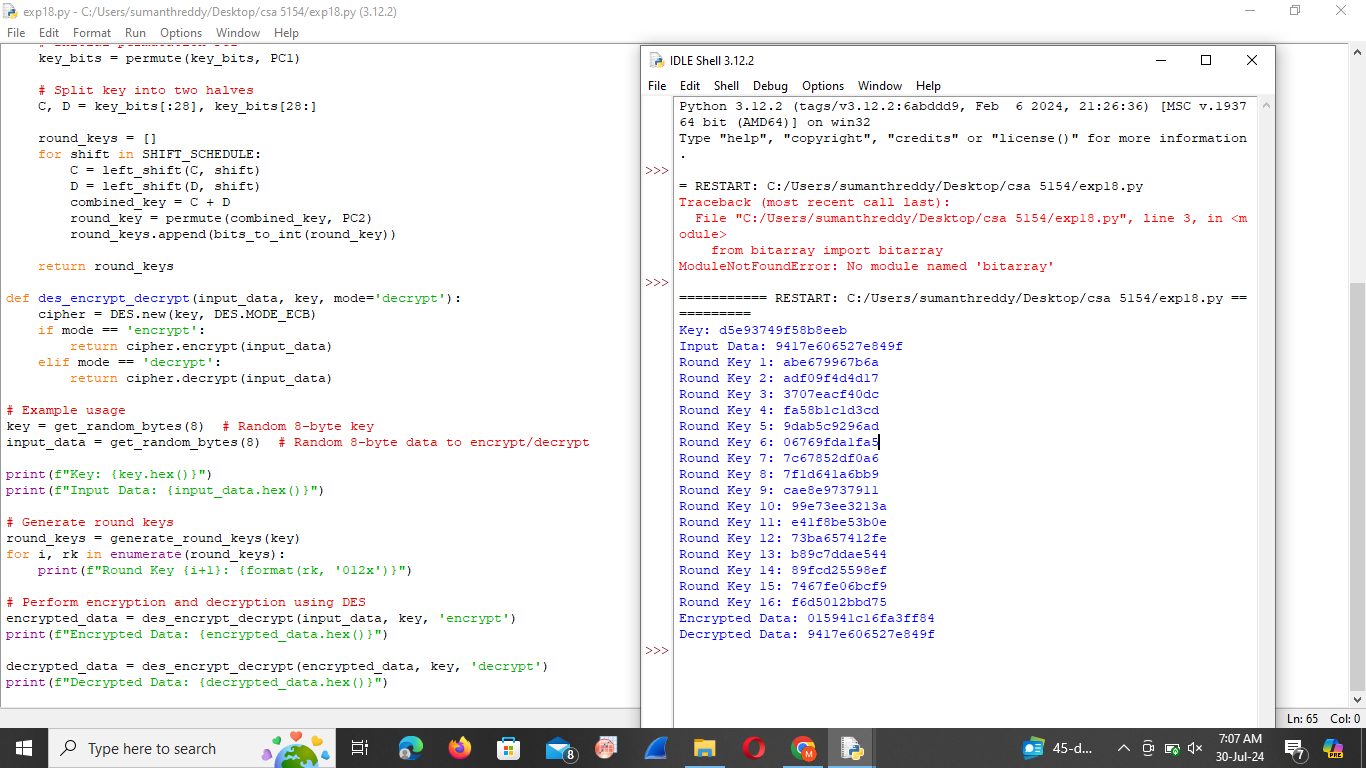 exp18.py - C:/Users/sumanthreddy/Desktop/csa 5154/exp18.py (3.12.2)
File Edit Format Run Options Window Help
key_bits = permute(key_bits, PC1)
# Split key into two halves
C, D = key_bits[:28], key_bits[28:]
round_keys = []
for shift in SHIFT_SCHEDULE:
C = left_shift(C, shift)
D = left_shift(D, shift)
combined_key = C + D
round_key = permute(combined_key, PC2)
round_keys.append(bits_to_int(round_key))
return round_keys
def des_encrypt_decrypt(input_data, key, mode='decrypt'):
cipher = DES.new(key, DES.MODE_ECB)
if mode == 'encrypt':
return cipher.encrypt(input_data)
elif mode == 'decrypt':
return cipher.decrypt(input_data)
# Example usage
key = get_random_bytes(8)  # Random 8-byte key
input_data = get_random_bytes(8)  # Random 8-byte data to encrypt/decrypt
print(f"Key: {key.hex()}")
print(f"Input Data: {input_data.hex()}")
# Generate round keys
round_keys = generate_round_keys(key)
for i, rk in enumerate(round_keys):
print(f"Round Key {i+1}: {format(rk, '012x')}")
# Perform encryption and decryption using DES
encrypted_data = des_encrypt_decrypt(input_data, key, 'encrypt')
print(f"Encrypted Data: {encrypted_data.hex()}")
decrypted_data = des_encrypt_decrypt(encrypted_data, key, 'decrypt')
print(f"Decrypted Data: {decrypted_data.hex()}")
IDLE Shell 3.12.2
File Edit Shell Debug Options Window Help
Python 3.12.2 (tags/v3.12.2:6abddd9, Feb  6 2024, 21:26:36) [MSC v.1937
64 bit (AMD64)] on win32
Type "help", "copyright", "credits" or "license()" for more information
.
>>>
= RESTART: C:/Users/sumanthreddy/Desktop/csa 5154/exp18.py
Traceback (most recent call last):
File "C:/Users/sumanthreddy/Desktop/csa 5154/exp18.py", line 3, in <m
odule>
from bitarray import bitarray
ModuleNotFoundError: No module named 'bitarray'
>>>
=========== RESTART: C:/Users/sumanthreddy/Desktop/csa 5154/exp18.py ==
=========
Key: d5e93749f58b8eeb
Input Data: 9417e606527e849f
Round Key 1: abe679967b6a
Round Key 2: adf09f4d4d17
Round Key 3: 3707eacf40dc
Round Key 4: fa58b1c1d3cd
Round Key 5: 9dab5c9296ad
Round Key 6: 06769fda1fa5
Round Key 7: 7c67852df0a6
Round Key 8: 7f1d641a6bb9
Round Key 9: cae8e9737911
Round Key 10: 99e73ee3213a
Round Key 11: e41f8be53b0e
Round Key 12: 73ba657412fe
Round Key 13: b89c7ddae544
Round Key 14: 89fcd25598ef
Round Key 15: 7467fe06bcf9
Round Key 16: f6d5012bbd75
Encrypted Data: 015941c16fa3ff84
Decrypted Data: 9417e606527e849f
>>>
Ln: 65 Col: 0
Type here to search
8
M
45-d...
7:07 AM
30-Jul-24
7
PRE